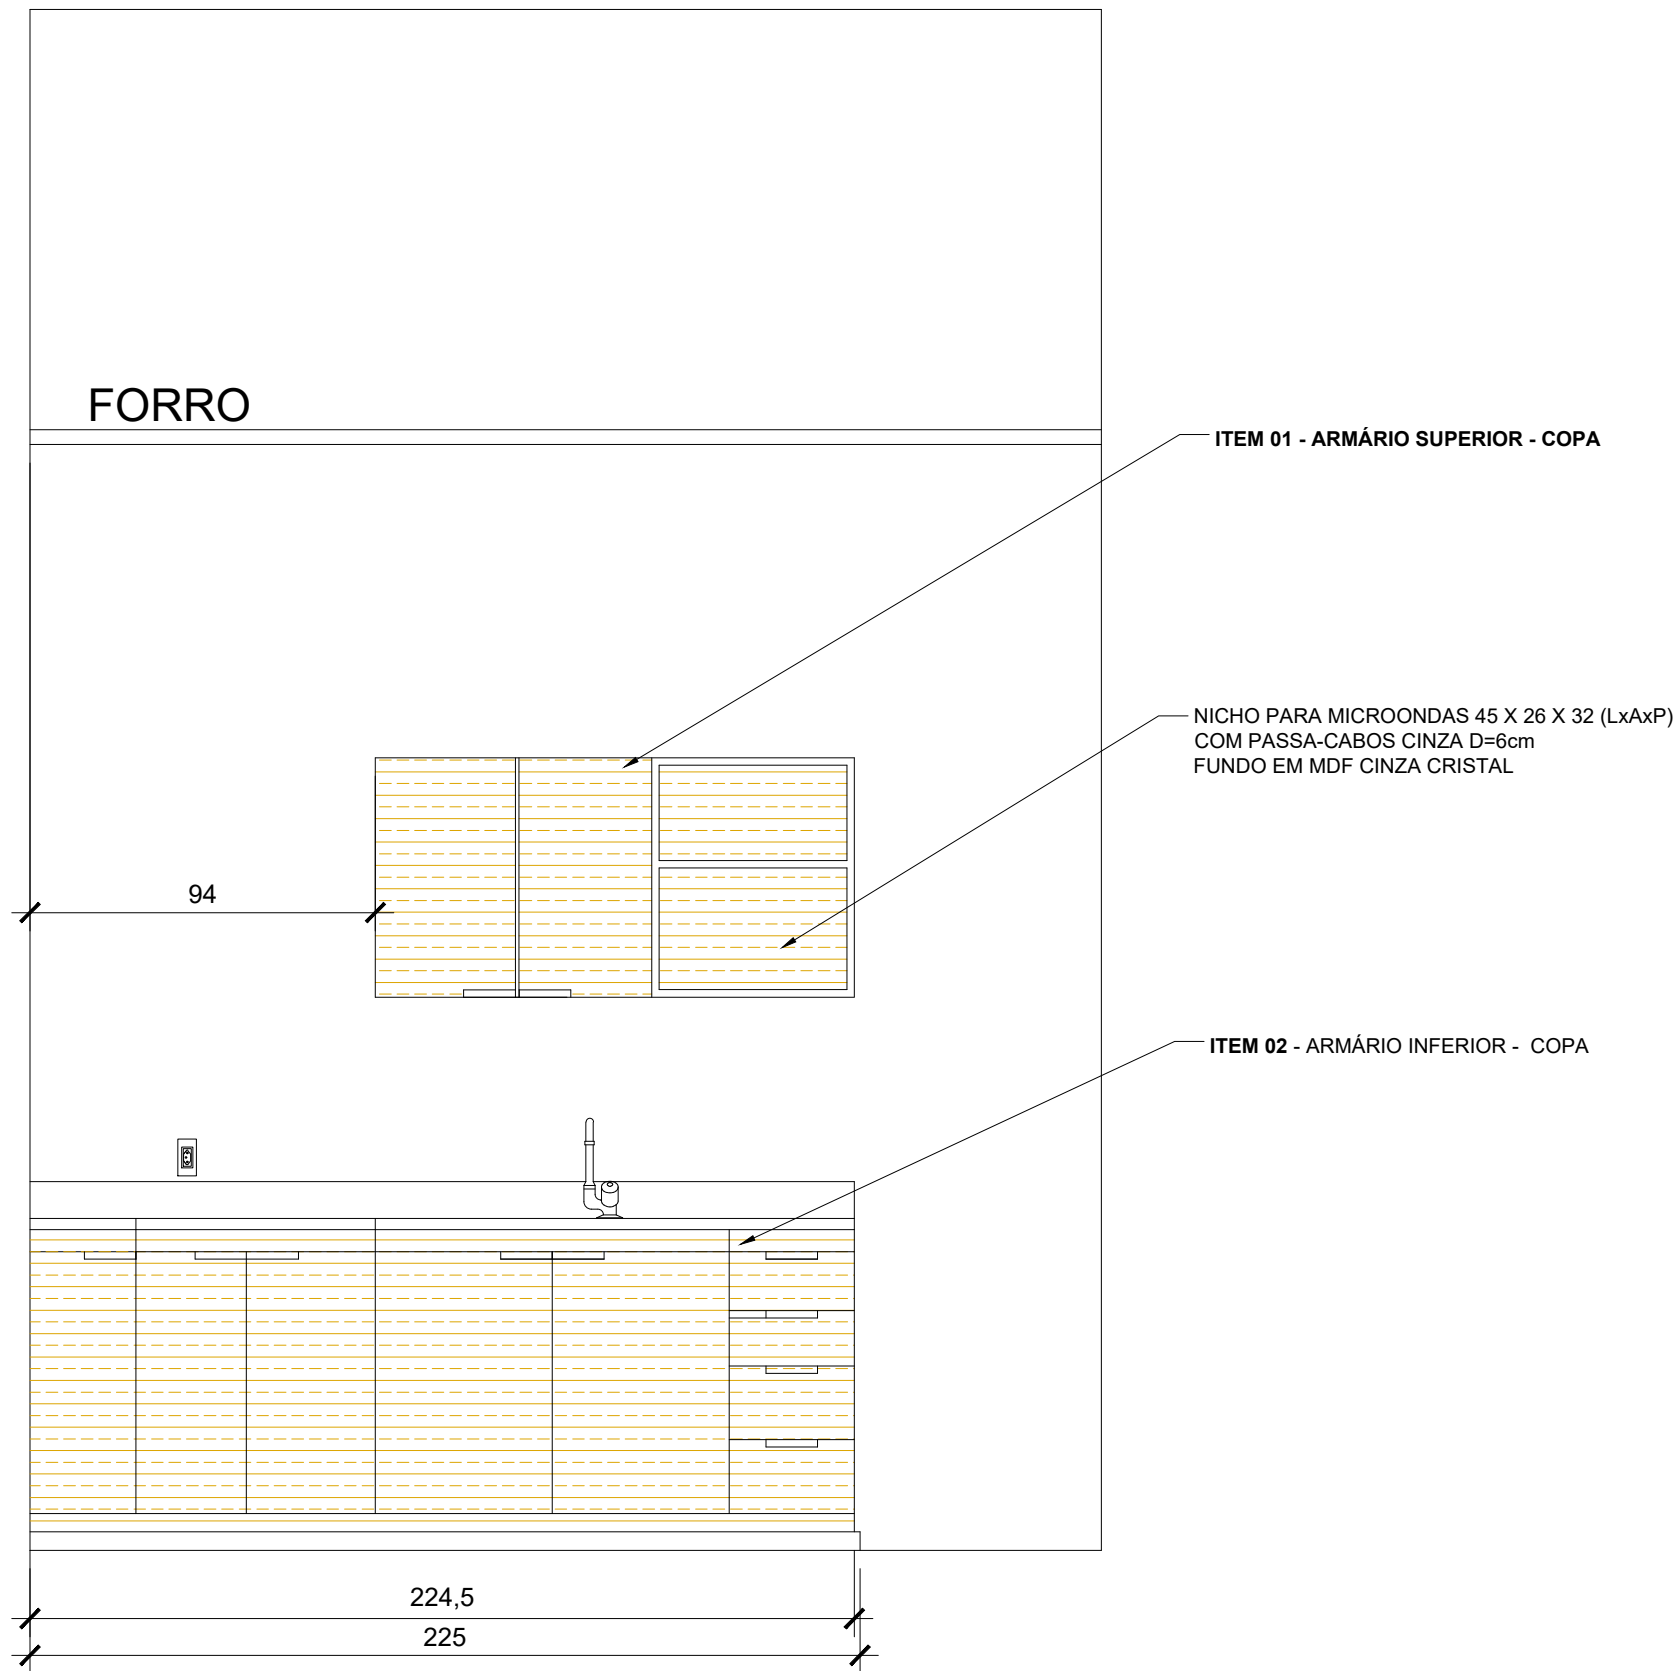 FORRO
ITEM 01 - ARMÁRIO SUPERIOR - COPA
NICHO PARA MICROONDAS 45 X 26 X 32 (LxAxP)
COM PASSA-CABOS CINZA D=6cm
FUNDO EM MDF CINZA CRISTAL
94
ITEM 02 - ARMÁRIO INFERIOR - COPA
224,5
225